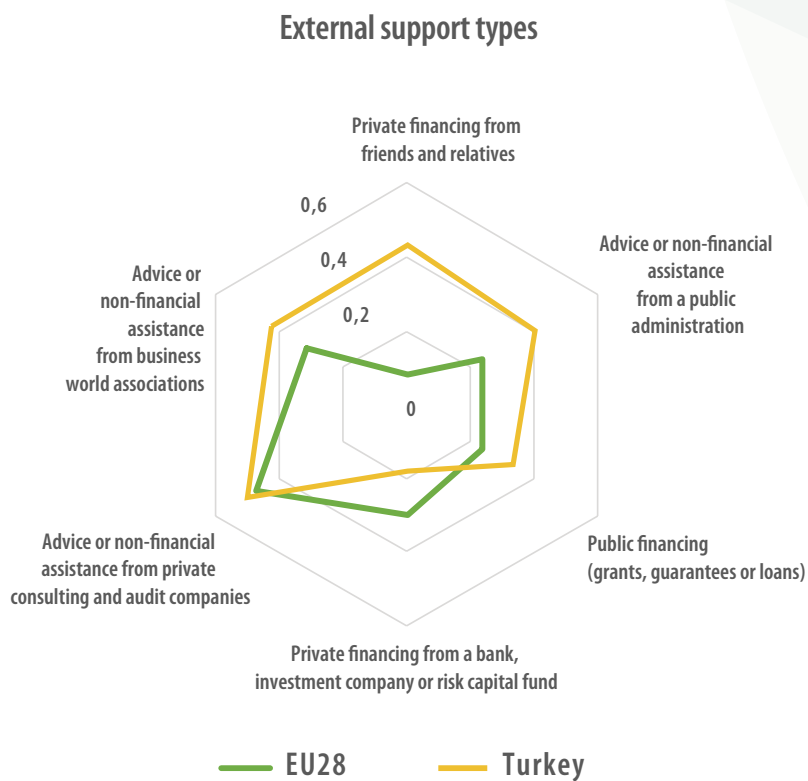 External support types
Private financing from
friends and relatives
0,6
0,4
0,2
0
Advice or non-financial
assistance
from a public
administration
Advice or
non-financial
assistance
from business
world associations
Public financing
(grants, guarantees or loans)
Advice or non-financial
assistance from private
consulting and audit companies
Private financing from a bank,
investment company or risk capital fund
EU28
Turkey